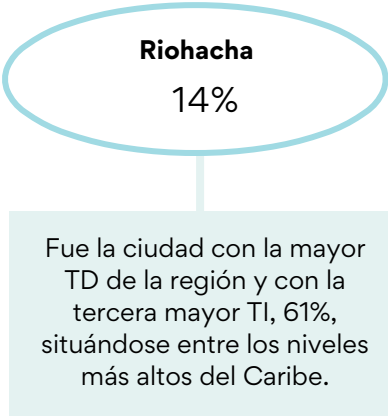 Riohacha
14%
Fue la ciudad con la mayor
TD de la región y con la
tercera mayor TI, 61%,
situándose entre los niveles
más altos del Caribe.